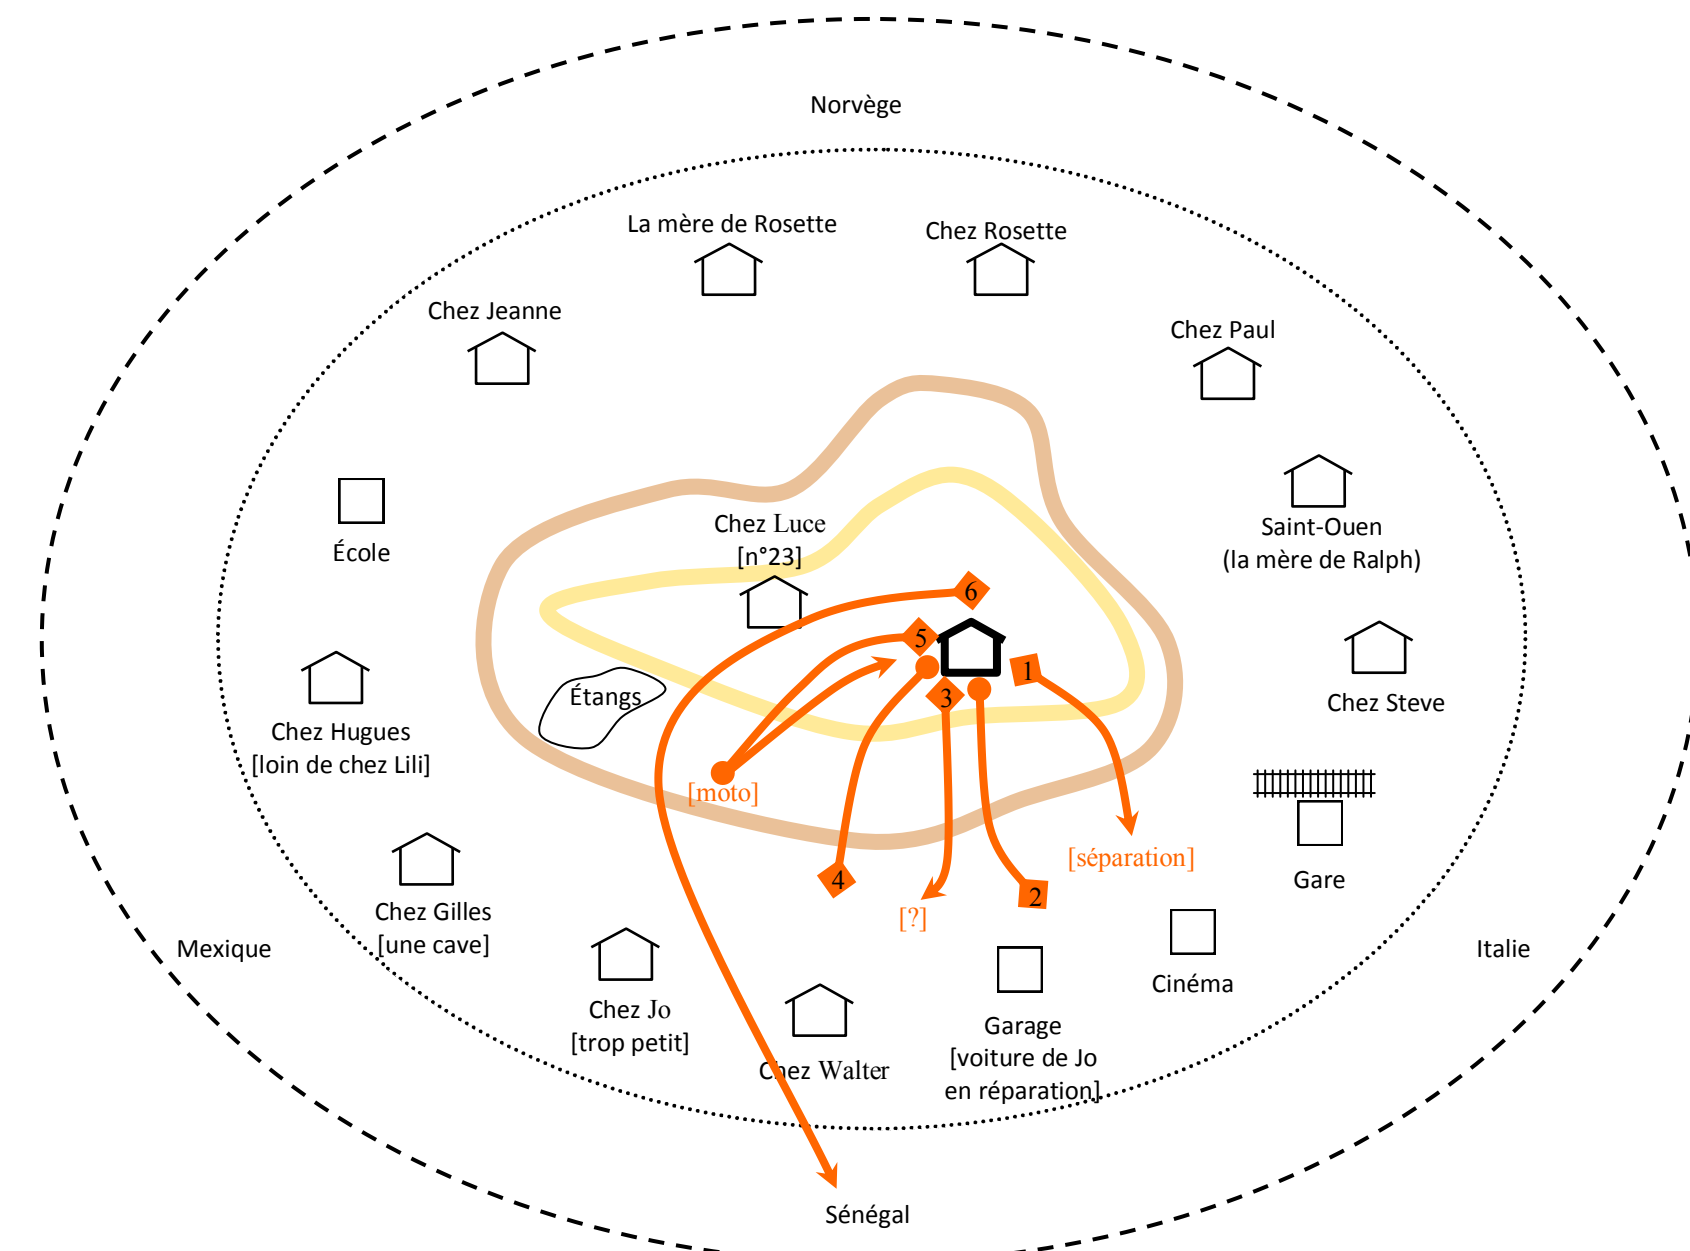 Norvège
La mère de Rosette
Chez Rosette
Chez Jeanne
Chez Paul
École
Chez Luce
[n°23]
Saint-Ouen
(la mère de Ralph)
6
5
1
3
Étangs
[moto]
Chez Hugues
[loin de chez Lili]
Chez Steve
[séparation]
Gare
4
[?]
2
Chez Gilles
[une cave]
Mexique
Italie
Cinéma
Chez Jo
[trop petit]
Chez Walter
Garage
[voiture de Jo
en réparation]
Sénégal